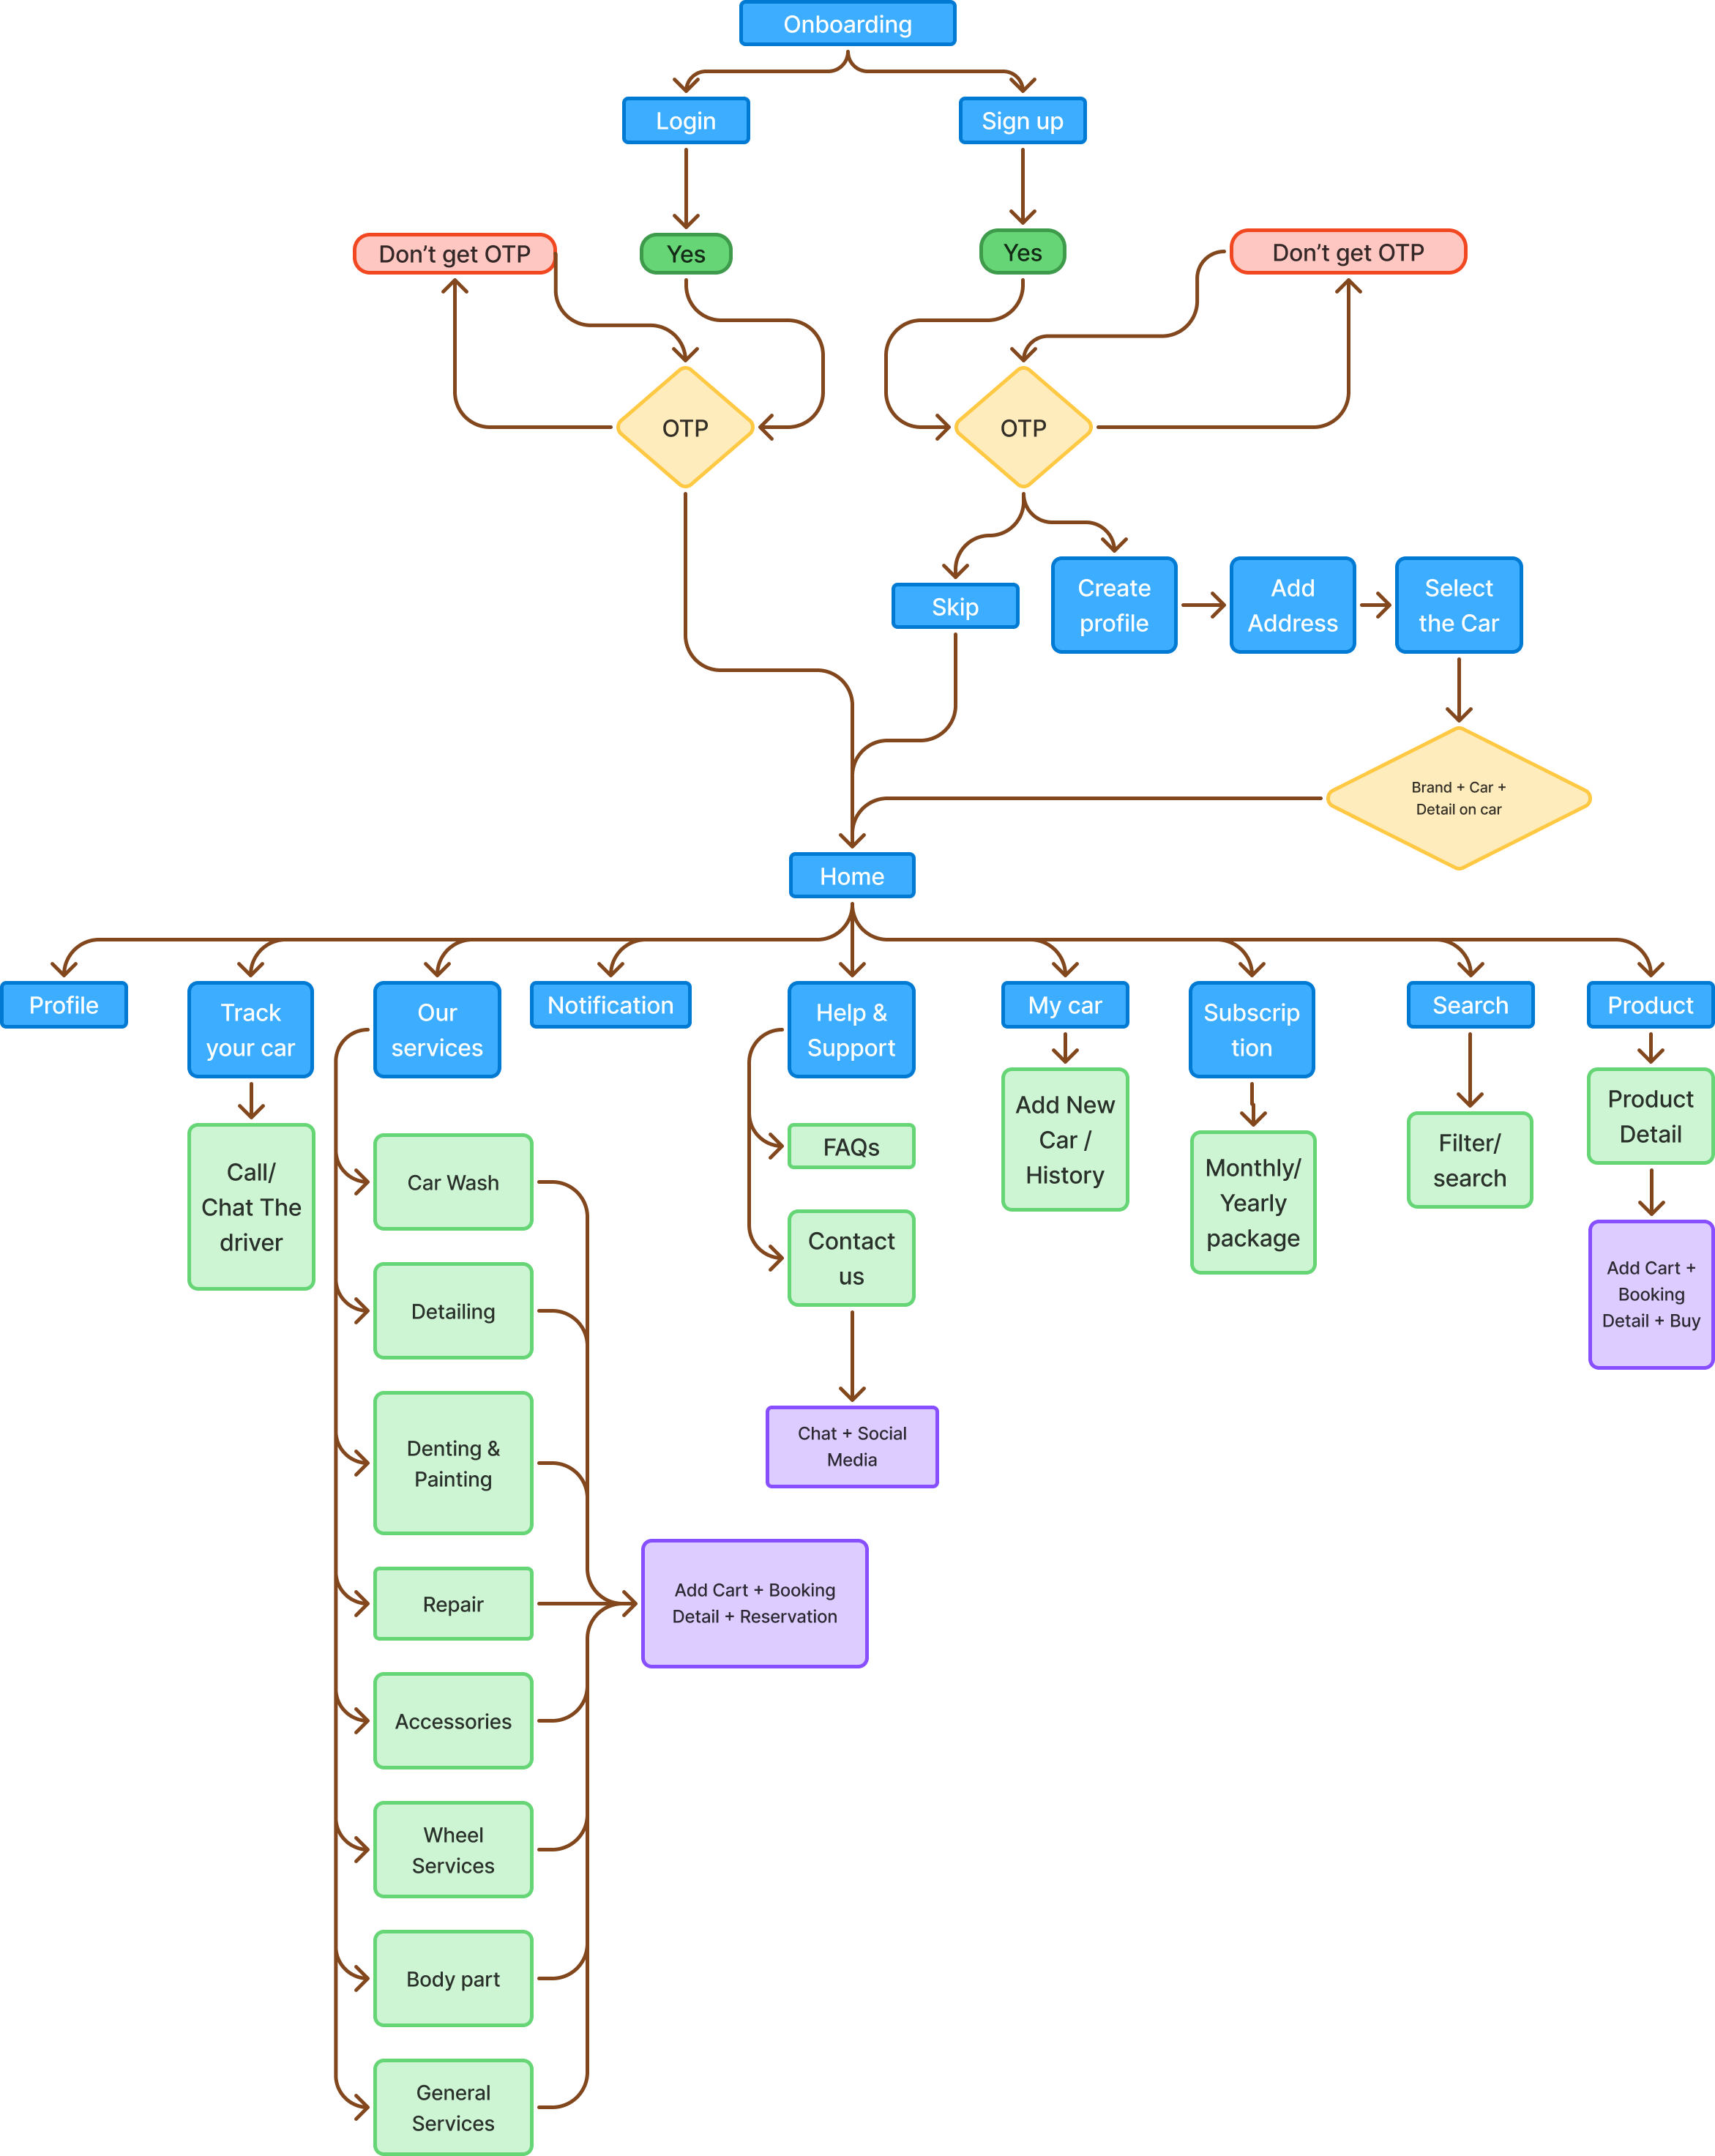 Onboarding
Login
Sign up
Don’t get OTP
Yes
Yes
Don’t get OTP
OTP
OTP
Skip
Create
profile
Add
Address
Select
the Car
Brand + Car +
Detail on car
Home
Profile
Track
your car
Our
services
Notification
Help &
Support
My car
Subscrip
tion
Search
Product
Call/
Chat The
driver
Car Wash
Detailing
Denting &
Painting
Repair
Accessories
Wheel
Services
Body part
General
Services
Add Cart + Booking
Detail + Reservation
FAQs
Contact
us
Chat + Social
Media
Add New
Car /
History
Monthly/
Yearly
package
Filter/
search
Product
Detail
Add Cart +
Booking
Detail + Buy